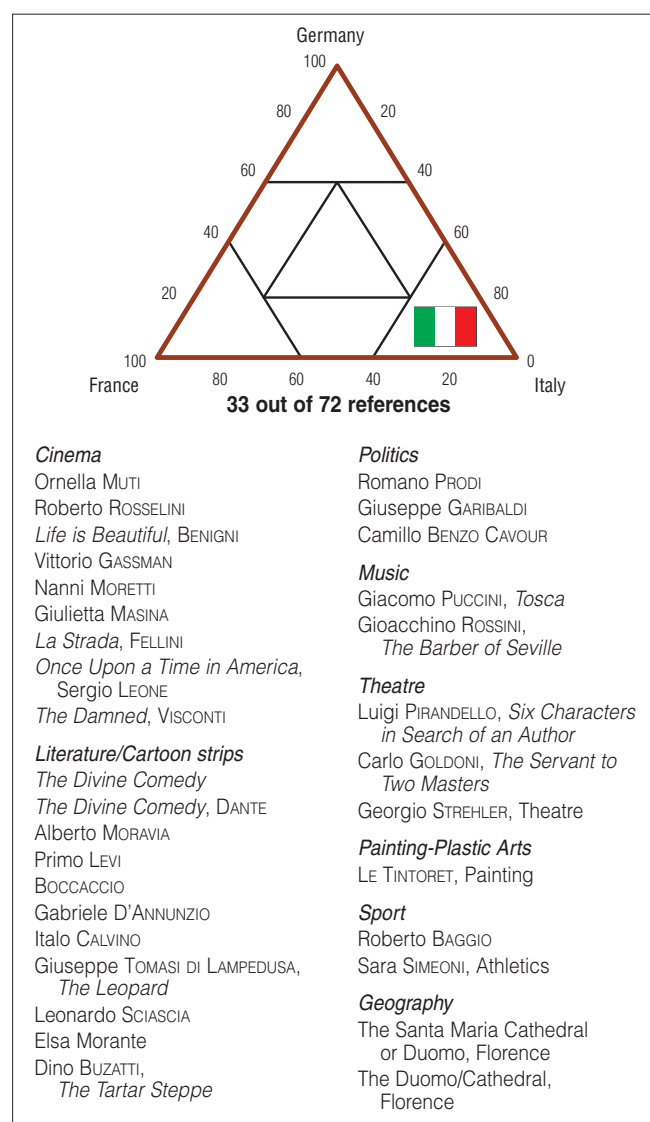 Germany
100
80
20
60
40
40
60
20
80
100
0
France
80
60
40
20
Italy
33 out of 72 references
Cinema
Ornella MUTI
Roberto ROSSELINI
Life is Beautiful, BENIGNI
Vittorio GASSMAN
Nanni MORETTI
Giulietta MASINA
La Strada, FELLINI
Once Upon a Time in America,
Sergio LEONE
The Damned, VISCONTI
Literature/Cartoon strips
The Divine Comedy
The Divine Comedy, DANTE
Alberto MORAVIA
Primo LEVI
BOCCACCIO
Gabriele D'ANNUNZIO
Italo CALVINO
Giuseppe TOMASI DI LAMPEDUSA,
The Leopard
Leonardo SCIASCIA
Elsa Morante
Dino BUZATTI,
The Tartar Steppe
Politics
Romano PRODI
Giuseppe GARIBALDI
Camillo BENZO CAVOUR
Music
Giacomo PUCCINI, Tosca
Gioacchino ROSSINI,
The Barber of Seville
Theatre
Luigi PIRANDELLO, Six Characters
in Search of an Author
Carlo GOLDONI, The Servant to
Two Masters
Georgio STREHLER, Theatre
Painting-Plastic Arts
LE TINTORET, Painting
Sport
Roberto BAGGIO
Sara SIMEONI, Athletics
Geography
The Santa Maria Cathedral
or Duomo, Florence
The Duomo/Cathedral,
Florence